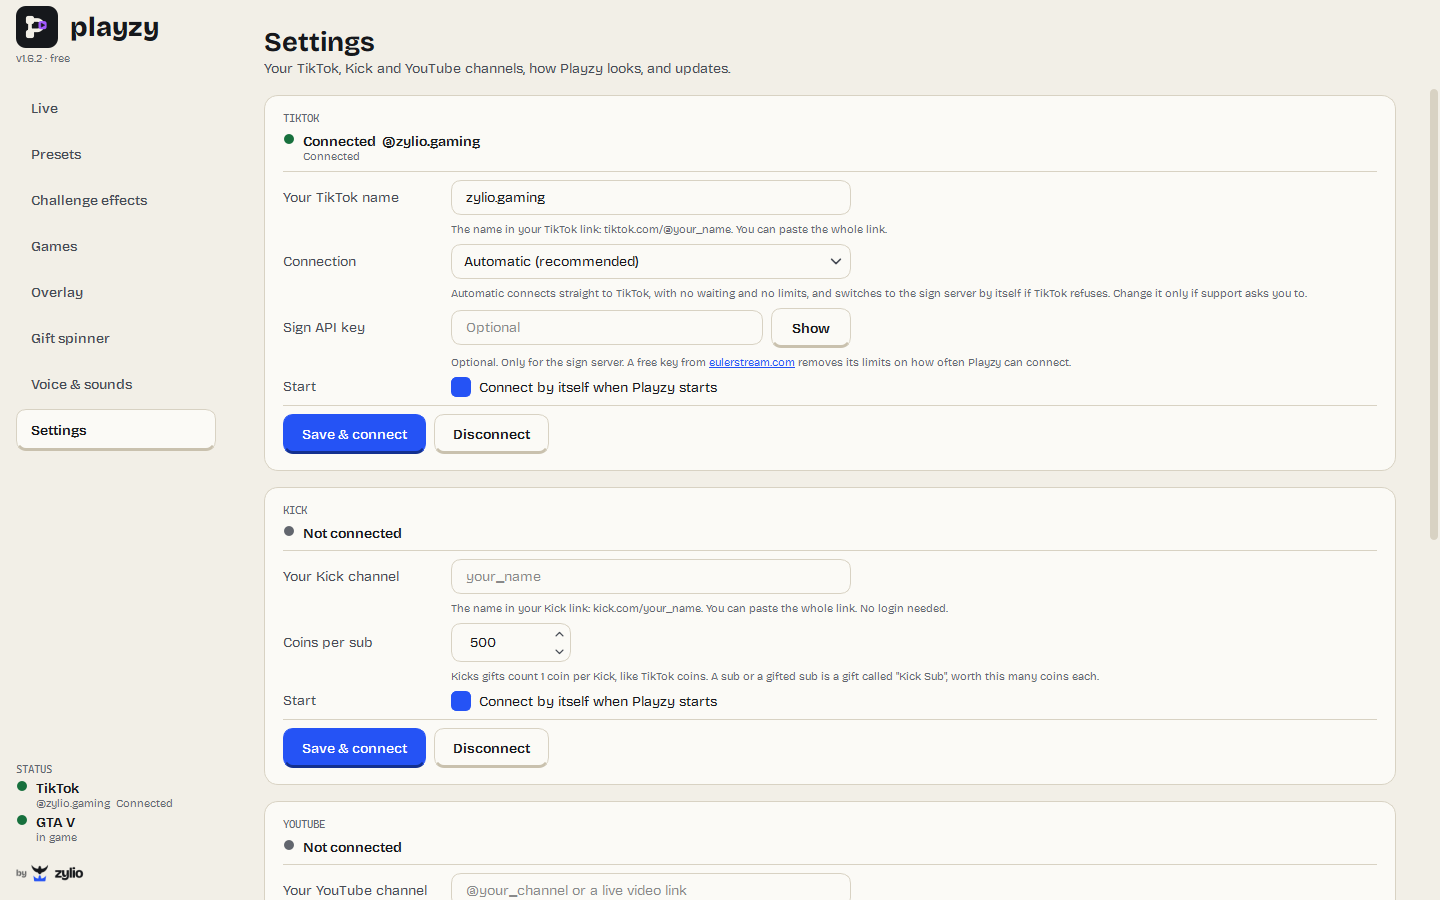 playzy
v1.6.2 · free
Live
Presets
Challenge effects
Games
Overlay
Gift spinner
Voice & sounds
Settings
STATUS
TikTok
@zylio.gaming Connected
GTA V
in game
by zylio
Settings
Your TikTok, Kick and YouTube channels, how Playzy looks, and updates.
TIKTOK
Connected @zylio.gaming
Connected
Your TikTok name
zylio.gaming
The name in your TikTok link: tiktok.com/@your_name. You can paste the whole link.
Connection
Automatic (recommended)
Automatic connects straight to TikTok, with no waiting and no limits, and switches to the sign server by itself if TikTok refuses. Change it only if support asks you to.
Sign API key
Optional
Show
Optional. Only for the sign server. A free key from eulerstream.com removes its limits on how often Playzy can connect.
Start
Connect by itself when Playzy starts
Save & connect
Disconnect
KICK
Not connected
Your Kick channel
your_name
The name in your Kick link: kick.com/your_name. You can paste the whole link. No login needed.
Coins per sub
500
Kicks gifts count 1 coin per Kick, like TikTok coins. A sub or a gifted sub is a gift called "Kick Sub", worth this many coins each.
Start
Connect by itself when Playzy starts
Save & connect
Disconnect
YOUTUBE
Not connected
Your YouTube channel
@your_channel or a live video link